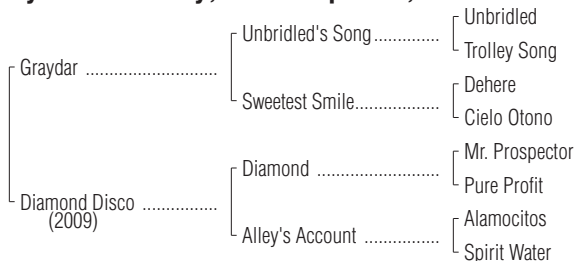 Unbridled
Unbridled's Song..............
Trolley Song
Graydar ............................
Dehere
Sweetest Smile..................
Cielo Otono
Mr. Prospector
Diamond ..........................
Pure Profit
Diamond Disco ................
(2009)
Alamocitos
Alley's Account ................
Spirit Water